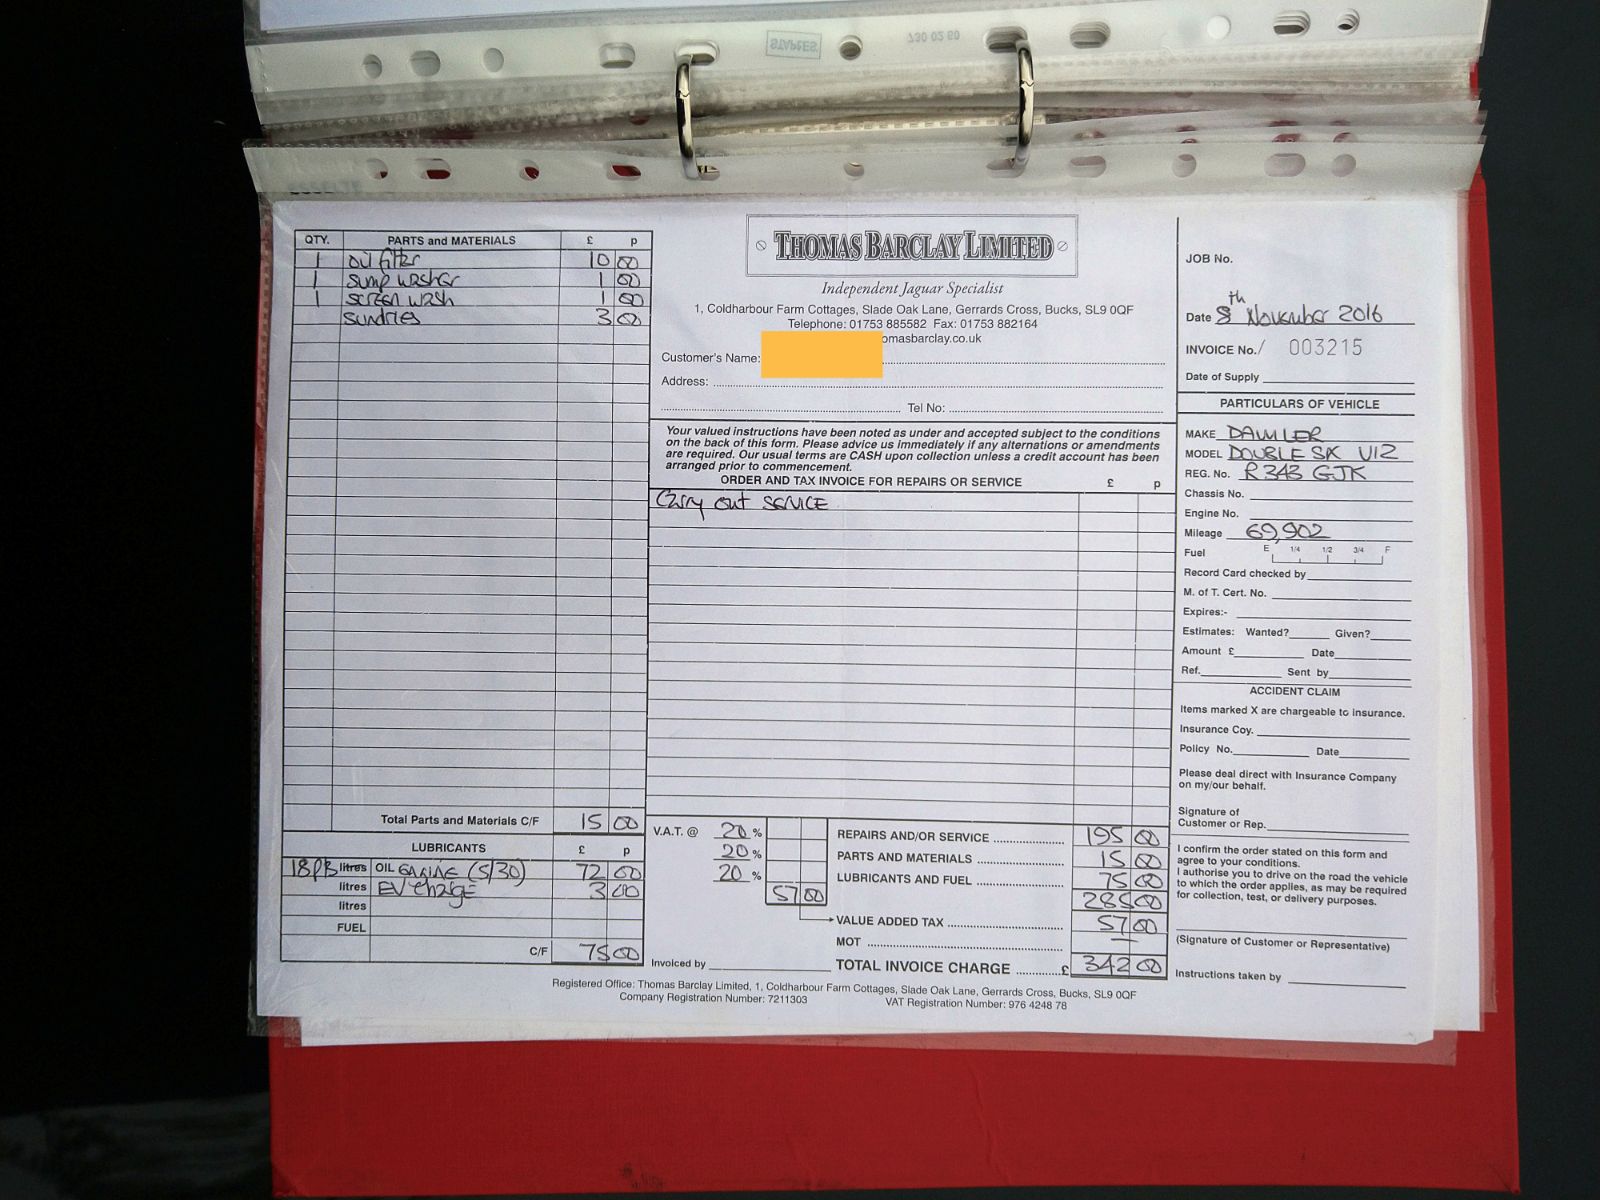 STAPLES
730 02 60
QTY. PARTS and MATERIALS £ p
1 oil filter 10 00
1 sump washer 1 00
1 screen wash 1 00
sundries 3 00
Total Parts and Materials C/F 15 00
LUBRICANTS £ p
litres OIL ENGINE (5/30) 72 00
litres EV charge 3 00
litres
FUEL
C/F 75 00
THOMAS BARCLAY LIMITED
Independent Jaguar Specialist
1, Coldharbour Farm Cottages, Slade Oak Lane, Gerrards Cross, Bucks, SL9 0QF
Telephone: 01753 885582 Fax: 01753 882164
omasbarclay.co.uk
Customer's Name:
Address:
Tel No:
Your valued instructions have been noted as under and accepted subject to the conditions
on the back of this form. Please advice us immediately if any alternations or amendments
are required. Our usual terms are CASH upon collection unless a credit account has been
arranged prior to commencement.
ORDER AND TAX INVOICE FOR REPAIRS OR SERVICE £ p
Carry out SERVICE
V.A.T. @ 20 %
20 %
20 %
57 00
REPAIRS AND/OR SERVICE 195 00
PARTS AND MATERIALS 15 00
LUBRICANTS AND FUEL 75 00
285 00
VALUE ADDED TAX 57 00
MOT —
TOTAL INVOICE CHARGE £ 342 00
Invoiced by
JOB No.
Date 8th November 2016
INVOICE No./ 003215
Date of Supply
PARTICULARS OF VEHICLE
MAKE DAIMLER
MODEL DOUBLE SIX V12
REG. No. R343 GJK
Chassis No.
Engine No.
Mileage 69,902
Fuel E 1/4 1/2 3/4 F
Record Card checked by
M. of T. Cert. No.
Expires:-
Estimates: Wanted? Given?
Amount £ Date
Ref. Sent by
ACCIDENT CLAIM
Items marked X are chargeable to insurance.
Insurance Coy.
Policy No. Date
Please deal direct with Insurance Company
on my/our behalf.
Signature of
Customer or Rep.
I confirm the order stated on this form and
agree to your conditions.
I authorise you to drive on the road the vehicle
to which the order applies, as may be required
for collection, test, or delivery purposes.
(Signature of Customer or Representative)
Instructions taken by
Registered Office: Thomas Barclay Limited, 1, Coldharbour Farm Cottages, Slade Oak Lane, Gerrards Cross, Bucks, SL9 0QF
Company Registration Number: 7211303 VAT Registration Number: 976 4248 78